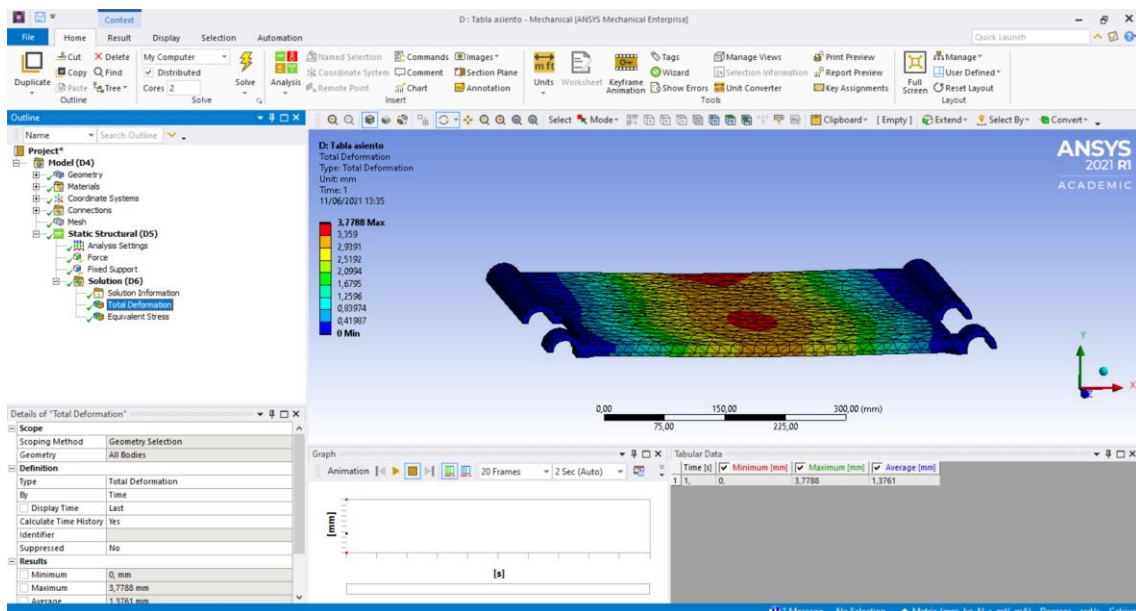 Context
D : Tabla asiento - Mechanical [ANSYS Mechanical Enterprise]
File Home Result Display Selection Automation
Quick Launch
Duplicate
Cut
Copy
Paste
Delete
Find
Tree
Outline
My Computer
Distributed
Cores 2
Solve
Solve
Analysis
Named Selection
Coordinate System
Remote Point
Commands
Comment
Chart
Images
Section Plane
Annotation
Insert
Units
Worksheet
Keyframe Animation
Tags
Wizard
Show Errors
Manage Views
Selection Information
Unit Converter
Print Preview
Report Preview
Key Assignments
Tools
Full Screen
Manage
User Defined
Reset Layout
Layout
Outline
Name Search Outline
Select Mode Clipboard [ Empty ] Extend Select By Convert
Project*
Model (D4)
Geometry
Materials
Coordinate Systems
Connections
Mesh
Static Structural (D5)
Analysis Settings
Force
Fixed Support
Solution (D6)
Solution Information
Total Deformation
Equivalent Stress
D: Tabla asiento
Total Deformation
Type: Total Deformation
Unit: mm
Time: 1
11/06/2021 13:35
3,7788 Max
3,359
2,9391
2,5192
2,0994
1,6795
1,2596
0,83974
0,41987
0 Min
ANSYS
2021 R1
ACADEMIC
Y
X
0,00 150,00 300,00 (mm)
75,00 225,00
Details of "Total Deformation"
Scope
Scoping Method Geometry Selection
Geometry All Bodies
Definition
Type Total Deformation
By Time
Display Time Last
Calculate Time History Yes
Identifier
Suppressed No
Results
Minimum 0, mm
Maximum 3,7788 mm
Average 1,3761 mm
Graph
Animation 20 Frames 2 Sec (Auto)
[mm]
[s]
Tabular Data
Time [s] Minimum [mm] Maximum [mm] Average [mm]
1 1, 0, 3,7788 1,3761
1 Message No Selection